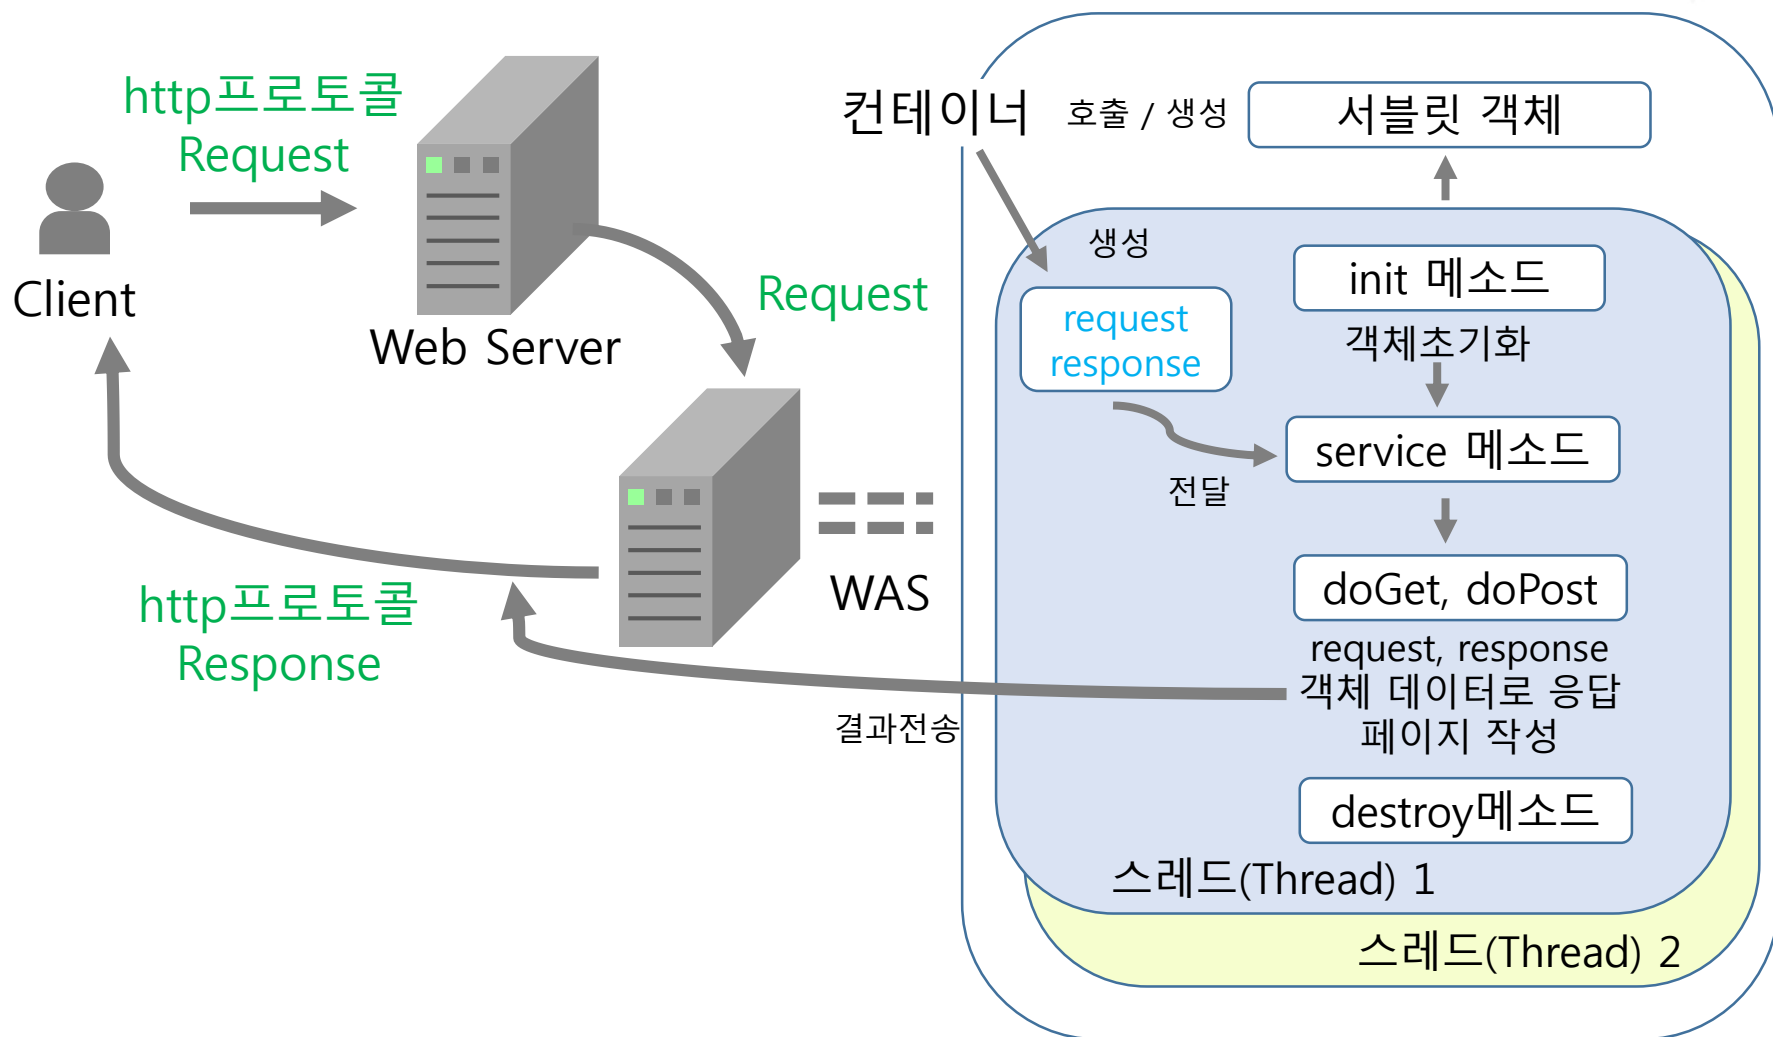 http프로토콜
Request
Client
Web Server
Request
WAS
http프로토콜
Response
결과전송
컨테이너
호출 / 생성
서블릿 객체
생성
request
response
init 메소드
객체초기화
service 메소드
전달
doGet, doPost
request, response
객체 데이터로 응답
페이지 작성
destroy메소드
스레드(Thread) 1
스레드(Thread) 2